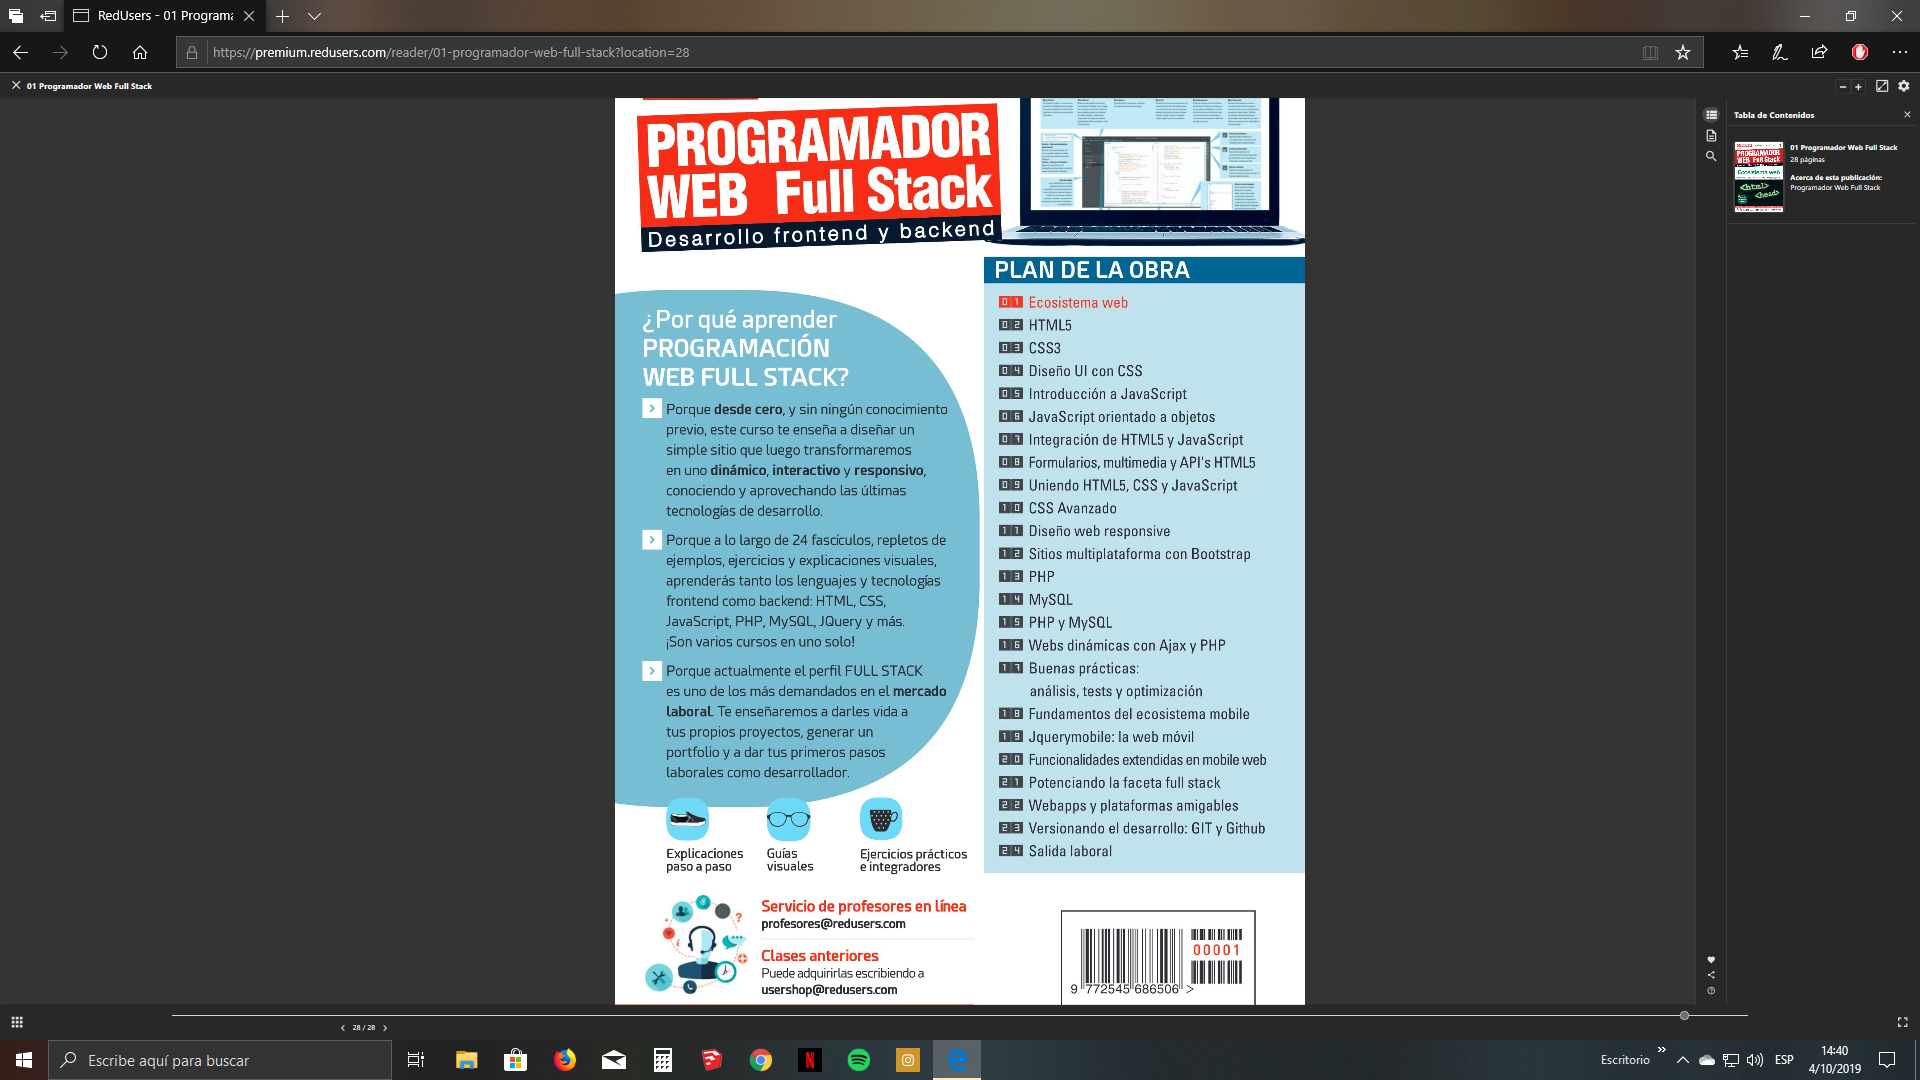 RedUsers - 01 Programa
https://premium.redusers.com/reader/01-programador-web-full-stack?location=28
01 Programador Web Full Stack
PROGRAMADOR
WEB Full Stack
Desarrollo frontend y backend
¿Por qué aprender
PROGRAMACIÓN
WEB FULL STACK?
Porque desde cero, y sin ningún conocimiento
previo, este curso te enseña a diseñar un
simple sitio que luego transformaremos
en uno dinámico, interactivo y responsivo,
conociendo y aprovechando las últimas
tecnologías de desarrollo.
Porque a lo largo de 24 fascículos, repletos de
ejemplos, ejercicios y explicaciones visuales,
aprenderás tanto los lenguajes y tecnologías
frontend como backend: HTML, CSS,
JavaScript, PHP, MySQL, JQuery y más.
¡Son varios cursos en uno solo!
Porque actualmente el perfil FULL STACK
es uno de los más demandados en el mercado
laboral. Te enseñaremos a darles vida a
tus propios proyectos, generar un
portfolio y a dar tus primeros pasos
laborales como desarrollador.
Explicaciones
paso a paso
Guías
visuales
Ejercicios prácticos
e integradores
Servicio de profesores en línea
profesores@redusers.com
Clases anteriores
Puede adquirirlas escribiendo a
usershop@redusers.com
PLAN DE LA OBRA
01 Ecosistema web
02 HTML5
03 CSS3
04 Diseño UI con CSS
05 Introducción a JavaScript
06 JavaScript orientado a objetos
07 Integración de HTML5 y JavaScript
08 Formularios, multimedia y API's HTML5
09 Uniendo HTML5, CSS y JavaScript
10 CSS Avanzado
11 Diseño web responsive
12 Sitios multiplataforma con Bootstrap
13 PHP
14 MySQL
15 PHP y MySQL
16 Webs dinámicas con Ajax y PHP
17 Buenas prácticas:
análisis, tests y optimización
18 Fundamentos del ecosistema mobile
19 Jquerymobile: la web móvil
20 Funcionalidades extendidas en mobile web
21 Potenciando la faceta full stack
22 Webapps y plataformas amigables
23 Versionando el desarrollo: GIT y Github
24 Salida laboral
00001
9 772545 686506 >
Tabla de Contenidos
01 Programador Web Full Stack
28 páginas
Acerca de esta publicación:
Programador Web Full Stack
PROGRAMADOR
WEB Full Stack
Ecosistema web
<html>
<head>
28 / 28
Escribe aquí para buscar
Escritorio
ESP
14:40
4/10/2019